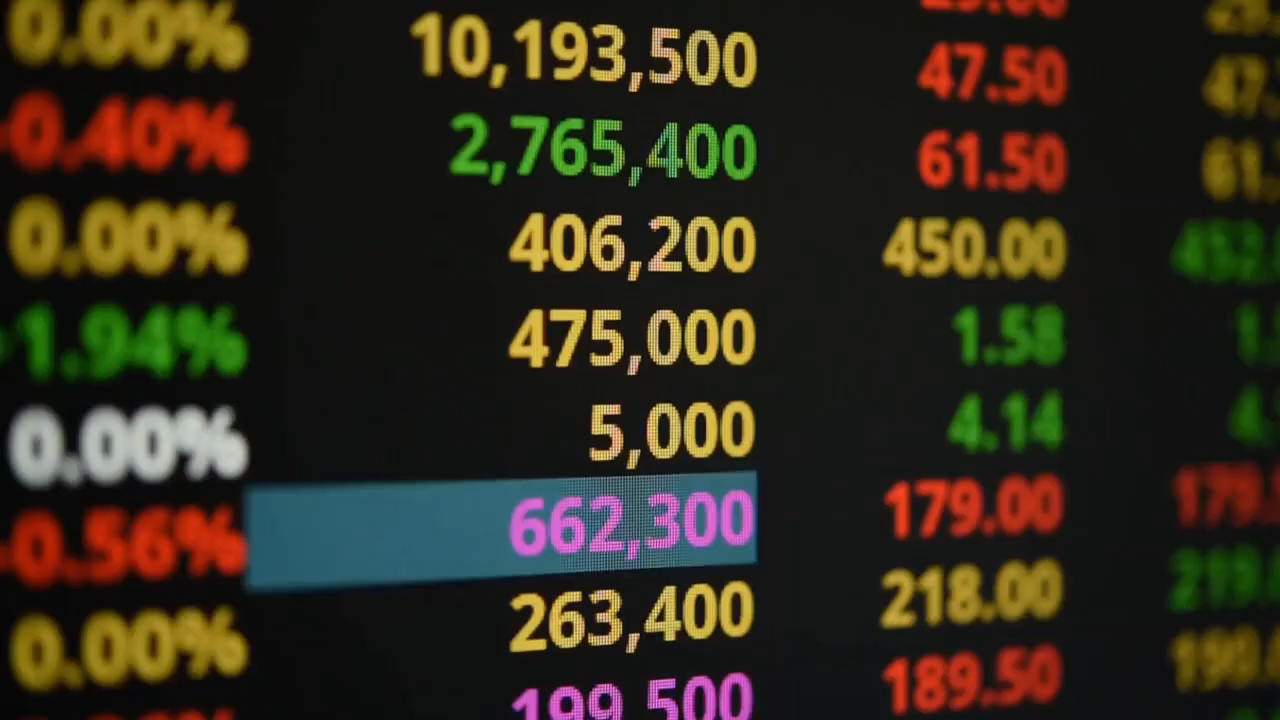 0.00% 10,193,500 47.50
-0.40% 2,765,400 61.50
0.00% 406,200 450.00
+1.94% 475,000 1.58
0.00% 5,000 4.14
-0.56% 662,300 179.00
0.00% 263,400 218.00
199,500 189.50